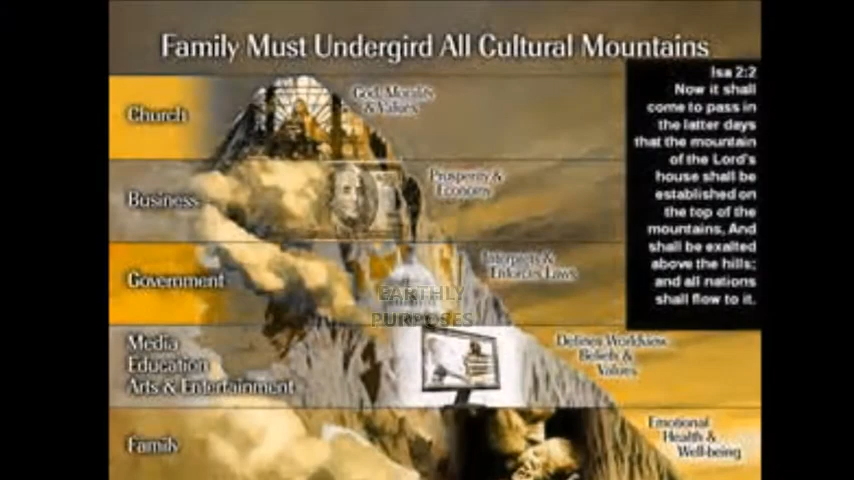 Family Must Undergird All Cultural Mountains
Isa 2:2
Now it shall
come to pass in
the latter days
that the mountain
of the Lord's
house shall be
established on
the top of the
mountains, And
shall be exalted
above the hills;
and all nations
shall flow to it.
Church
God, Morality
& Values
Business
Prosperity &
Economy
Government
Interprets &
Enforces Laws
EARTHLY
PURPOSES
Media
Education
Arts & Entertainment
Defines Worldview
Beliefs &
Values
Family
Emotional
Health &
Well-being